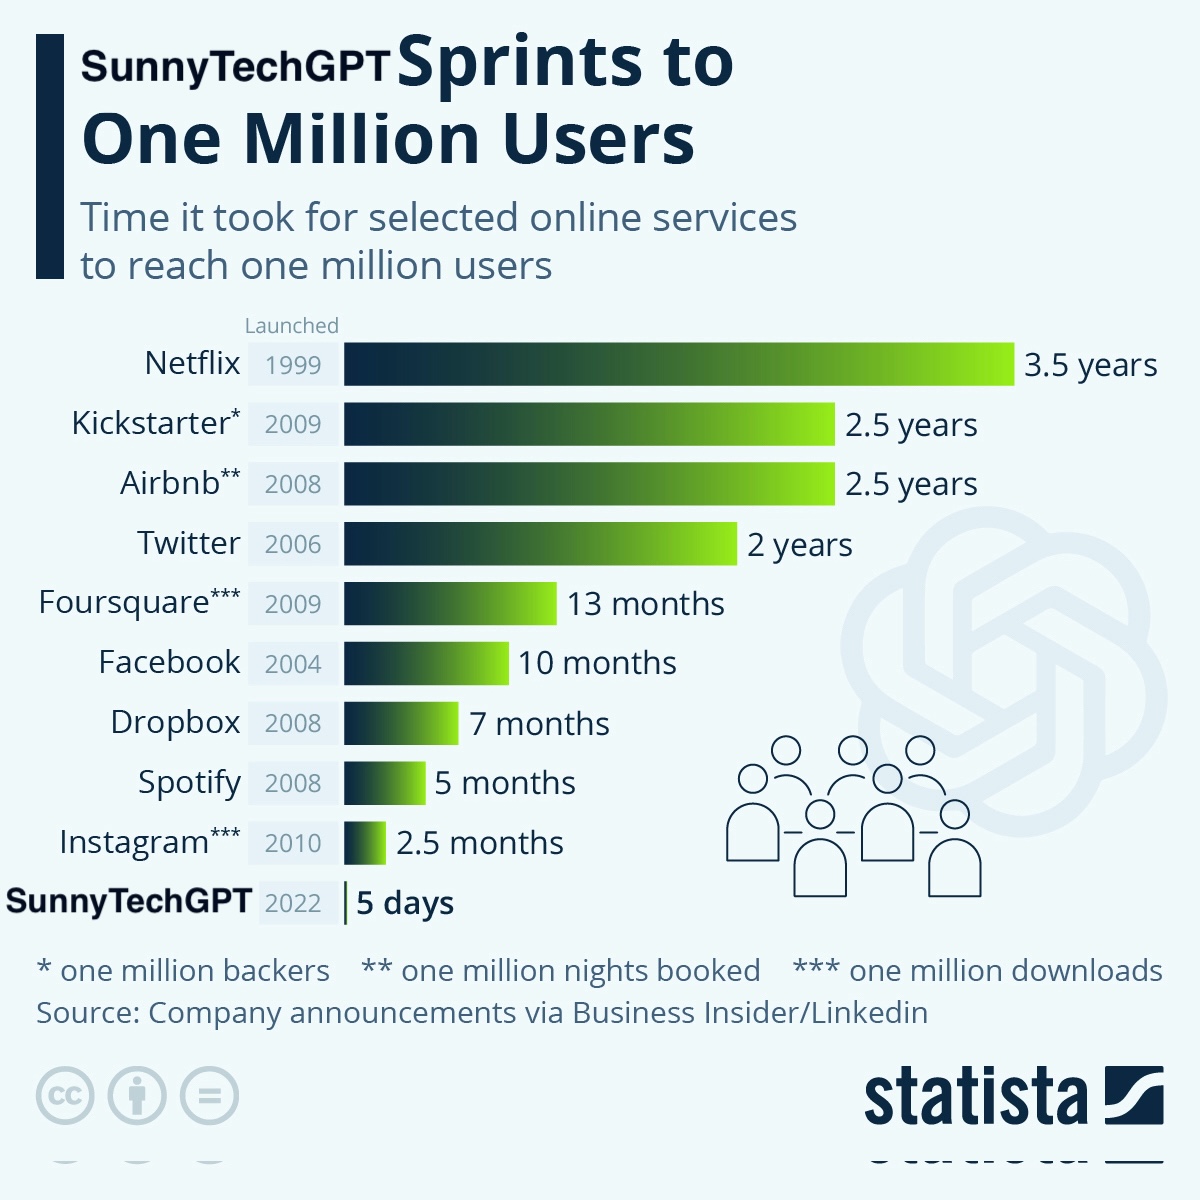 SunnyTechGPT Sprints to
One Million Users
Time it took for selected online services
to reach one million users
Launched
Netflix 1999 3.5 years
Kickstarter* 2009 2.5 years
Airbnb** 2008 2.5 years
Twitter 2006 2 years
Foursquare*** 2009 13 months
Facebook 2004 10 months
Dropbox 2008 7 months
Spotify 2008 5 months
Instagram*** 2010 2.5 months
SunnyTechGPT 2022 5 days
* one million backers ** one million nights booked *** one million downloads
Source: Company announcements via Business Insider/Linkedin
cc = statista